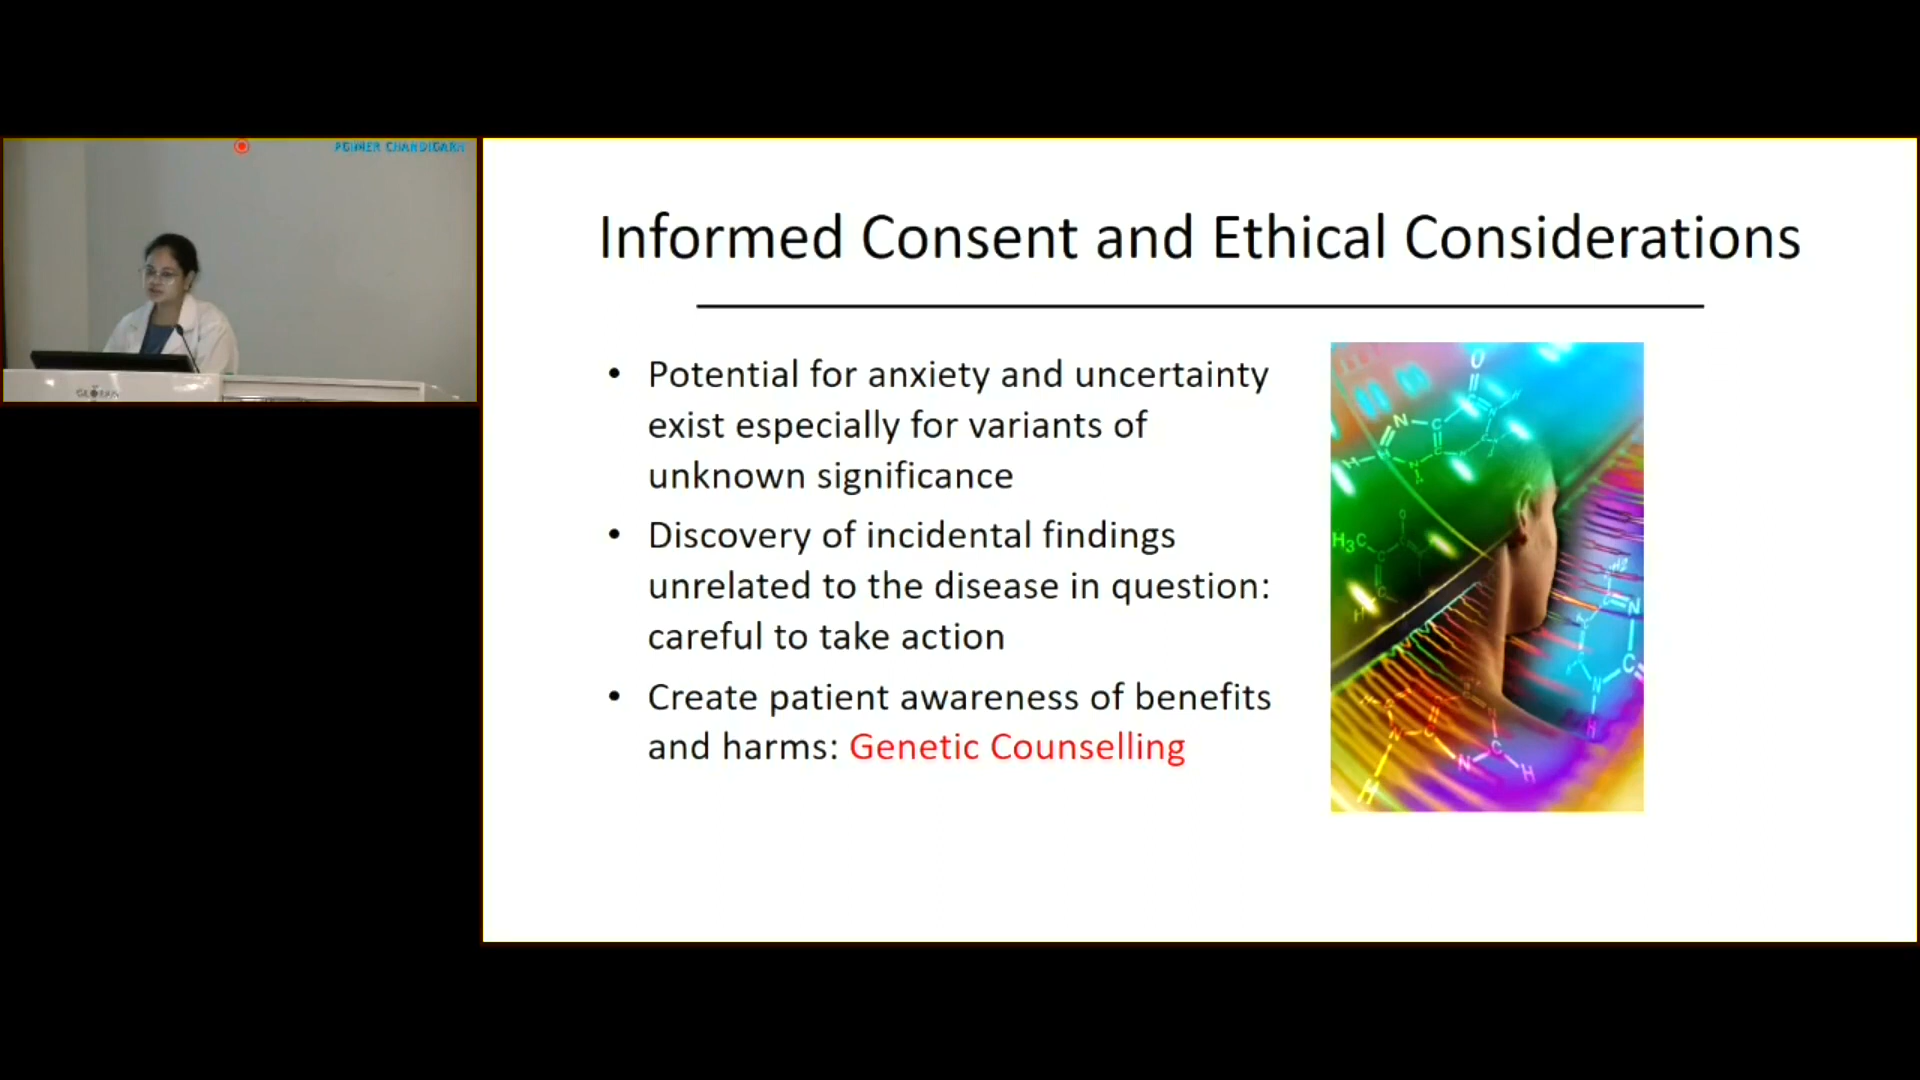 PGIMER CHANDIGARH
Informed Consent and Ethical Considerations
• Potential for anxiety and uncertainty
exist especially for variants of
unknown significance
• Discovery of incidental findings
unrelated to the disease in question:
careful to take action
• Create patient awareness of benefits
and harms: Genetic Counselling
O
N
C
H
N
H₃C
C
H
N
C
N
H
N
C
H
H